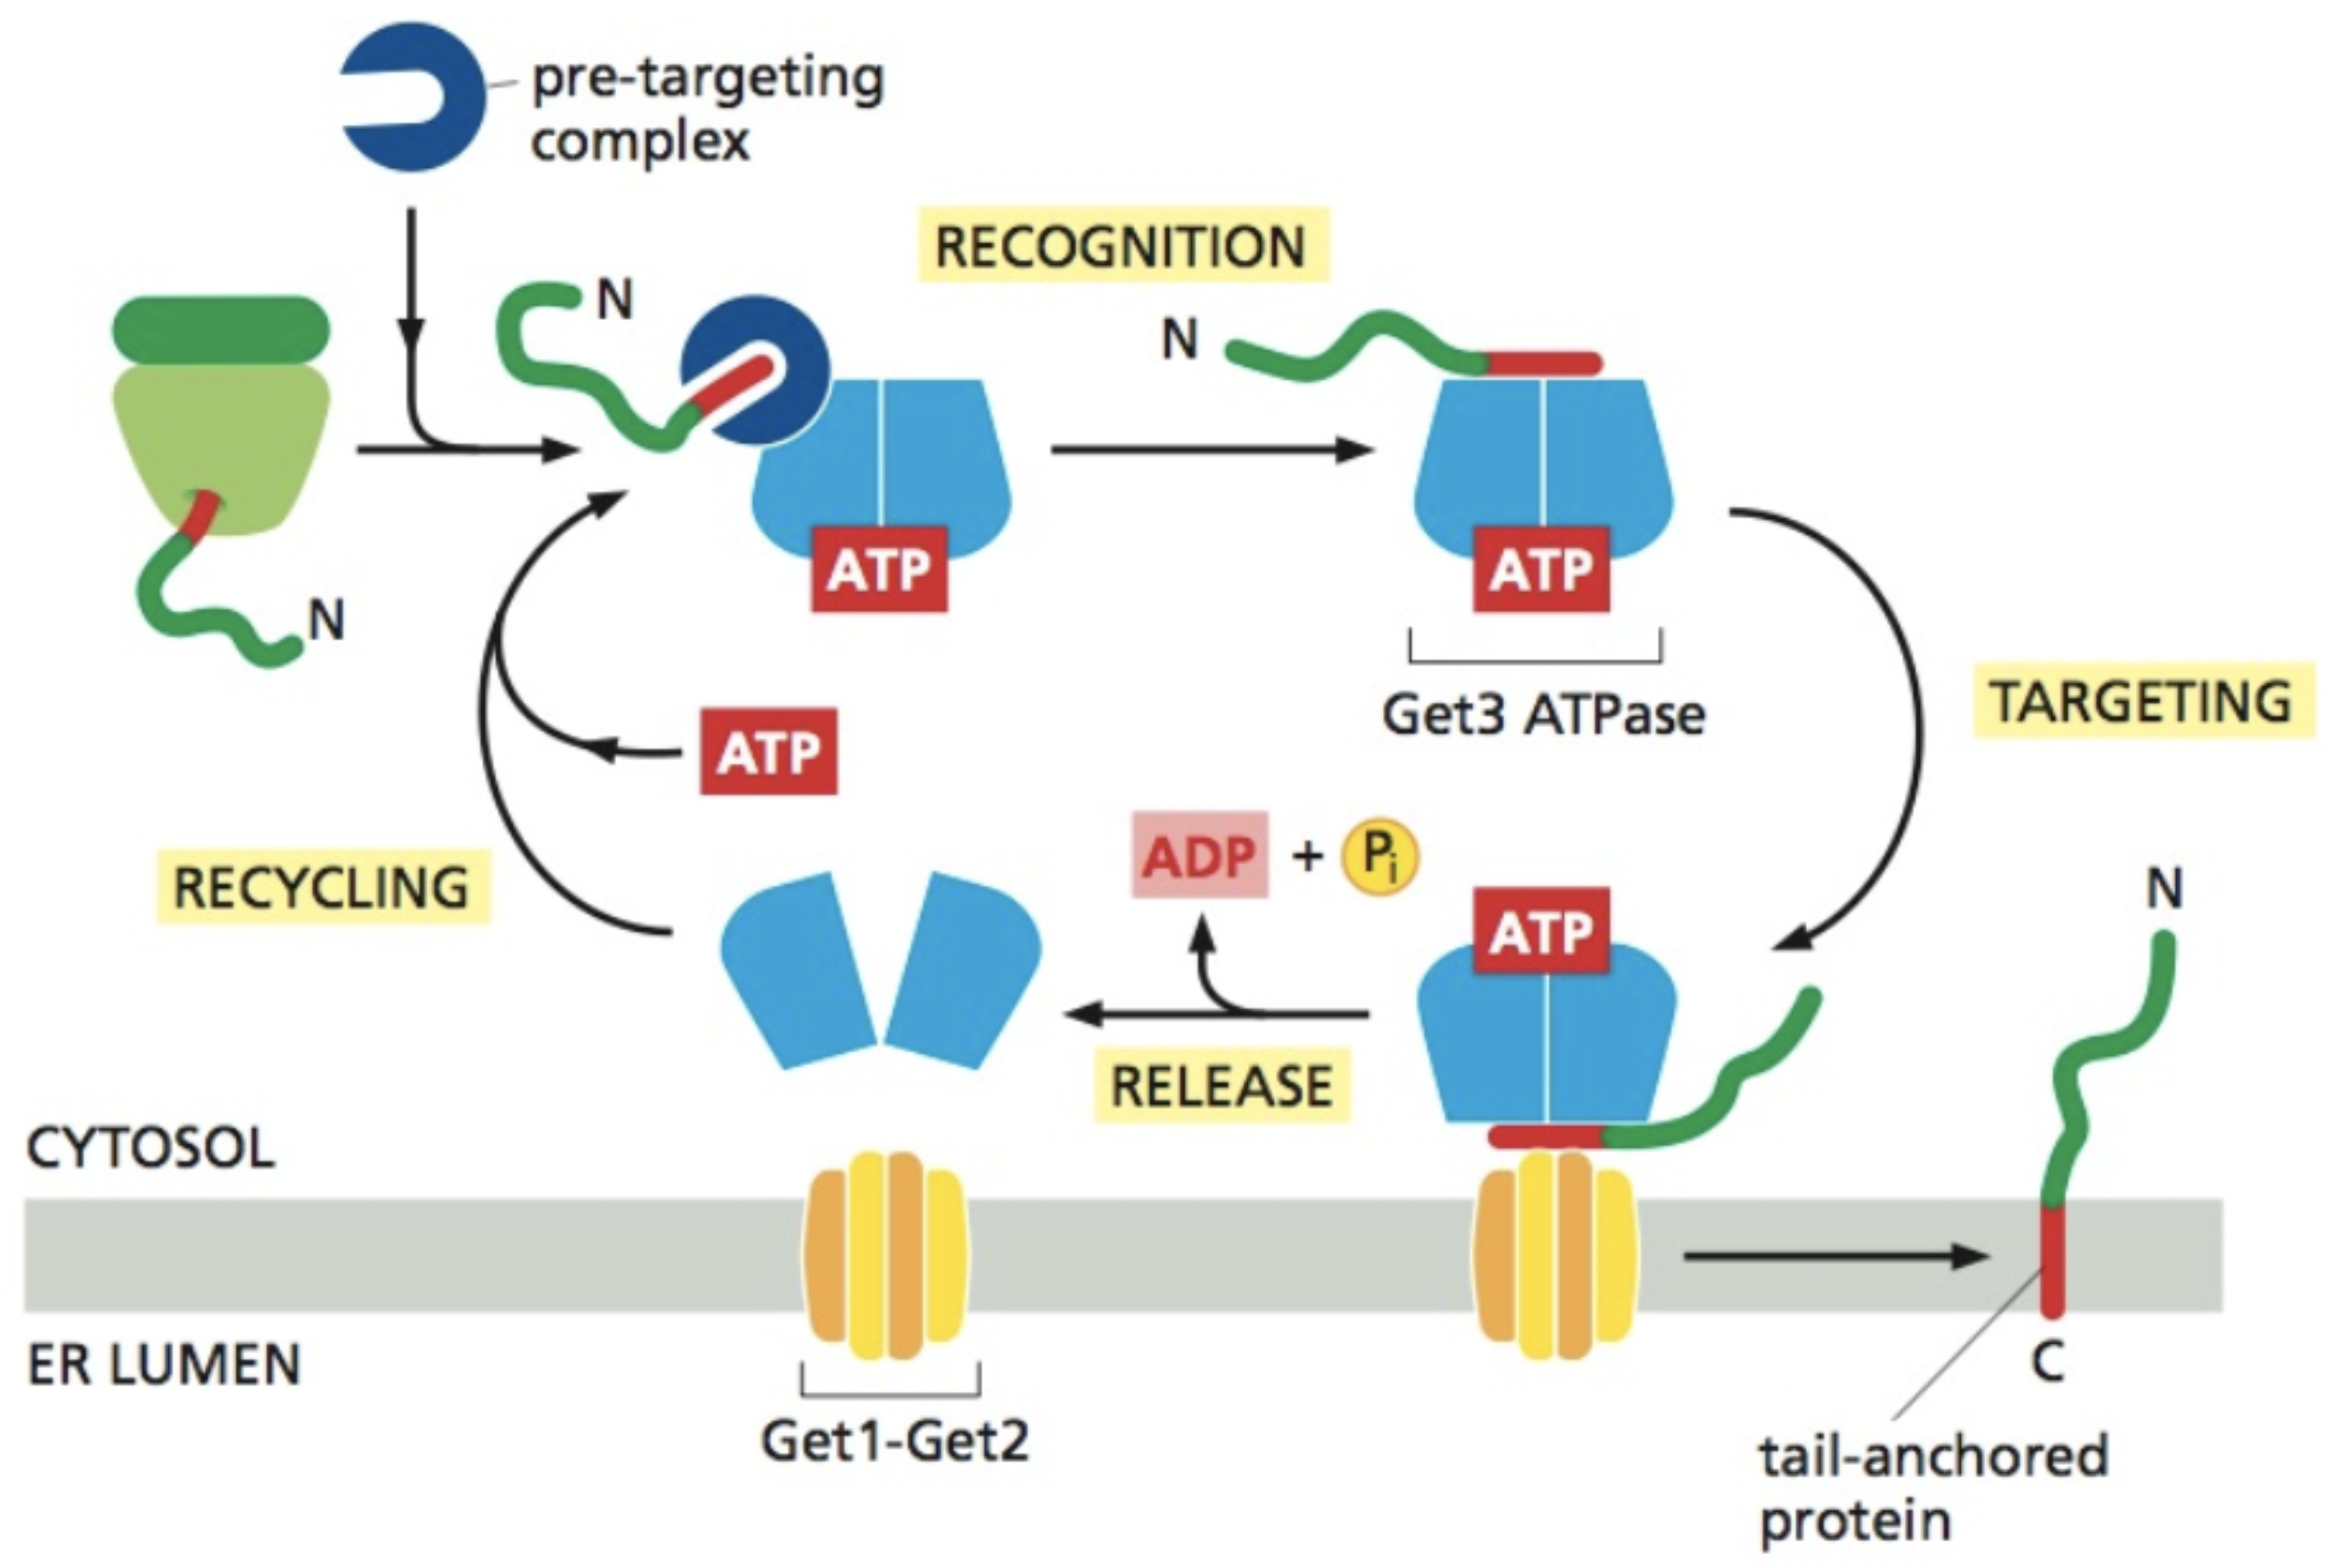 pre-targeting
complex
RECOGNITION
N
N
N
ATP
ATP
Get3 ATPase
TARGETING
ATP
RECYCLING
ADP + Pi
ATP
N
RELEASE
CYTOSOL
ER LUMEN
C
Get1-Get2
tail-anchored
protein